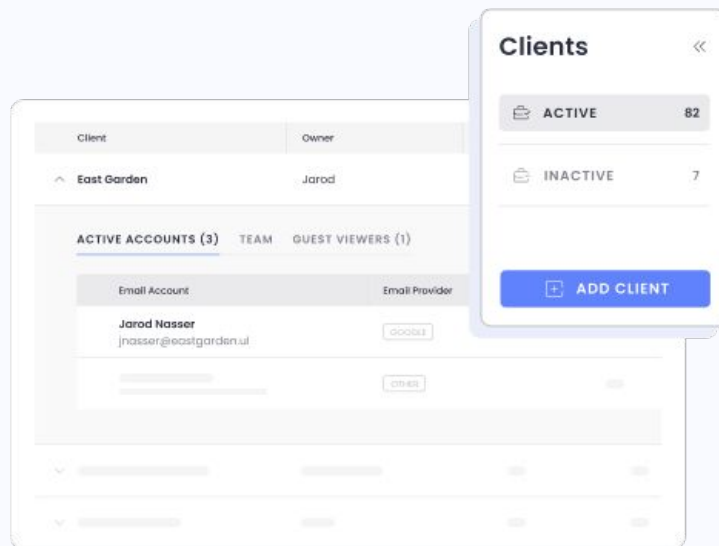 Clients
ACTIVE 82
INACTIVE 7
ADD CLIENT
Client Owner
East Garden Jarod
ACTIVE ACCOUNTS (3) TEAM GUEST VIEWERS (1)
Email Account Email Provider
Jarod Nasser
jnasser@eastgarden.ul
GOOGLE
OTHER